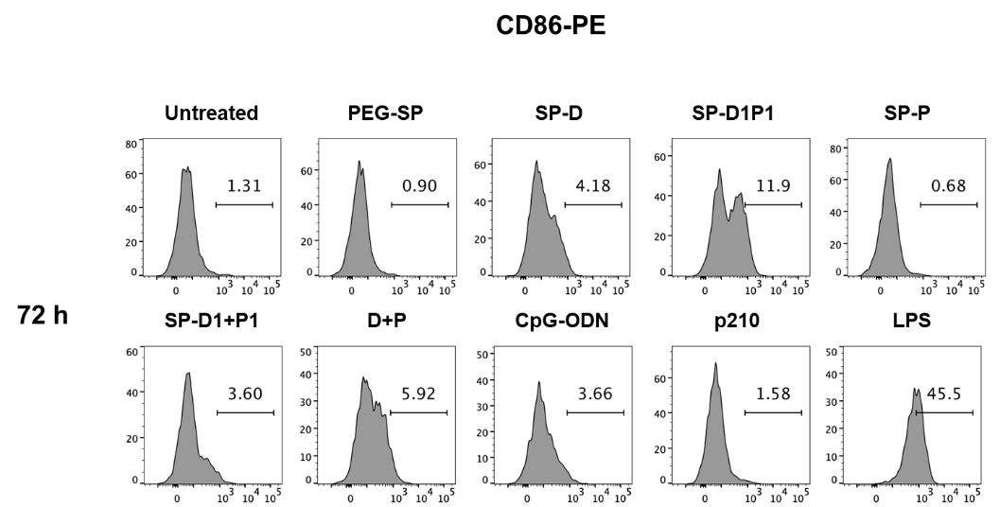 CD86-PE
Untreated PEG-SP SP-D SP-D1P1 SP-P
80 60 40 20 0 1.31 0 10^3 10^4 10^5
60 40 20 0 0.90 0 10^3 10^4 10^5
60 40 20 0 4.18 0 10^3 10^4 10^5
60 40 20 0 11.9 0 10^3 10^4 10^5
80 60 40 20 0 0.68 0 10^3 10^4 10^5
72 h
SP-D1+P1 D+P CpG-ODN p210 LPS
60 40 20 0 3.60 0 10^3 10^4 10^5
50 40 30 20 10 0 5.92 0 10^3 10^4 10^5
50 40 30 20 10 0 3.66 0 10^3 10^4 10^5
60 40 20 0 1.58 0 10^3 10^4 10^5
50 40 30 20 10 0 45.5 0 10^3 10^4 10^5